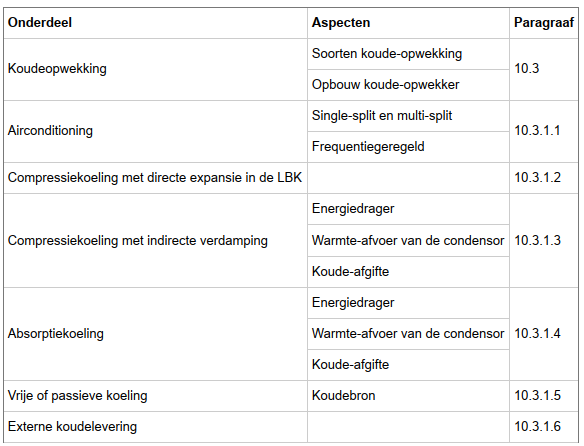 Onderdeel Aspecten Paragraaf
Koudeopwekking Soorten koude-opwekking 10.3
Opbouw koude-opwekker
Airconditioning Single-split en multi-split 10.3.1.1
Frequentiegeregeld
Compressiekoeling met directe expansie in de LBK 10.3.1.2
Compressiekoeling met indirecte verdamping Energiedrager 10.3.1.3
Warmte-afvoer van de condensor
Koude-afgifte
Absorptiekoeling Energiedrager 10.3.1.4
Warmte-afvoer van de condensor
Koude-afgifte
Vrije of passieve koeling Koudebron 10.3.1.5
Externe koudelevering 10.3.1.6